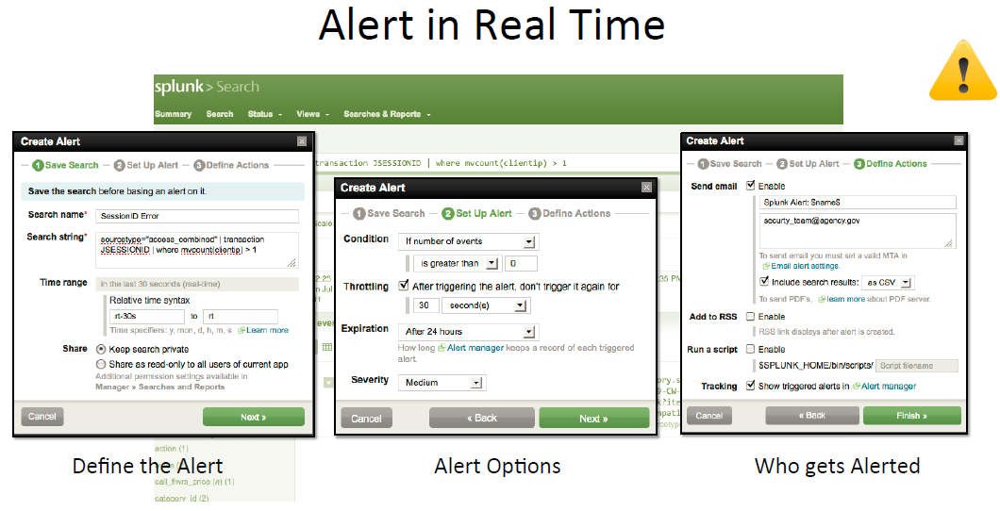 Alert in Real Time
splunk > Search
Summary Search Status Views Searches & Reports
transaction JSESSIONID | where mvcount(clientip) > 1
Create Alert
1 Save Search 2 Set Up Alert 3 Define Actions
Save the search before basing an alert on it.
Search name* SessionID Error
Search string* sourcetype="access_combined" | transaction
JSESSIONID | where mvcount(clientip) > 1
Time range in the last 30 seconds (real-time)
Relative time syntax
rt-30s to rt
Time specifiers: y, mon, d, h, m, s Learn more
Share Keep search private
Share as read-only to all users of current app
Additional permission settings available in
Manager » Searches and Reports
Cancel Next »
Define the Alert
Create Alert
1 Save Search 2 Set Up Alert 3 Define Actions
Condition If number of events
is greater than 0
Throttling After triggering the alert, don't trigger it again for
30 second(s)
Expiration After 24 hours
How long Alert manager keeps a record of each triggered
alert.
Severity Medium
Cancel « Back Next »
Alert Options
Create Alert
1 Save Search 2 Set Up Alert 3 Define Actions
Send email Enable
Splunk Alert: $name$
securty_team@agency.gov
To send email you must set a valid MTA in
Email alert settings.
Include search results: as CSV
To send PDF's, learn more about PDF server.
Add to RSS Enable
RSS link displays after alert is created.
Run a script Enable
$SPLUNK_HOME/bin/scripts/ Script filename
Tracking Show triggered alerts in Alert manager
Cancel « Back Finish »
Who gets Alerted
action (1)
call_flwrs_price (n) (1)
category_id (2)